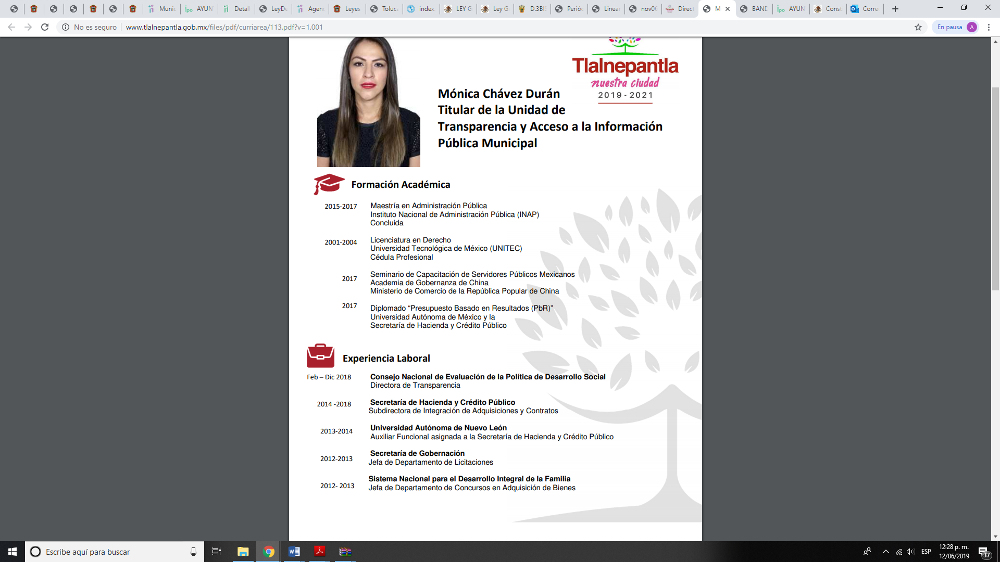 Munic
AYUN
Detall
LeyDe
Agenc
Leyes
Toluca
index.
LEY G
Ley Ge
D.3BIS
Periód
Linear
nov06
Direct
M
BAND
AYUN
Const
Corre
No es seguro
www.tlalnepantla.gob.mx/files/pdf/curriarea/113.pdf?v=1.001
En pausa
A
Tlalnepantla
nuestra ciudad
2019 - 2021
Mónica Chávez Durán
Titular de la Unidad de
Transparencia y Acceso a la Información
Pública Municipal
Formación Académica
2015-2017 Maestría en Administración Pública
Instituto Nacional de Administración Pública (INAP)
Concluida
2001-2004 Licenciatura en Derecho
Universidad Tecnológica de México (UNITEC)
Cédula Profesional
2017 Seminario de Capacitación de Servidores Públicos Mexicanos
Academia de Gobernanza de China
Ministerio de Comercio de la República Popular de China
2017 Diplomado “Presupuesto Basado en Resultados (PbR)”
Universidad Autónoma de México y la
Secretaría de Hacienda y Crédito Público
Experiencia Laboral
Feb – Dic 2018 Consejo Nacional de Evaluación de la Política de Desarrollo Social
Directora de Transparencia
2014 -2018 Secretaría de Hacienda y Crédito Público
Subdirectora de Integración de Adquisiciones y Contratos
2013-2014 Universidad Autónoma de Nuevo León
Auxiliar Funcional asignada a la Secretaría de Hacienda y Crédito Público
2012-2013 Secretaría de Gobernación
Jefa de Departamento de Licitaciones
2012- 2013 Sistema Nacional para el Desarrollo Integral de la Familia
Jefa de Departamento de Concursos en Adquisición de Bienes
Escribe aquí para buscar
ESP
12:28 p. m.
12/06/2019
37